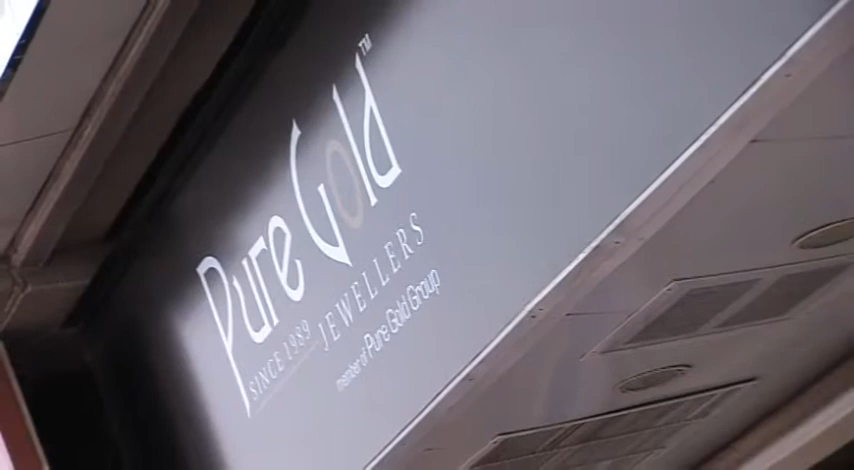 Pure Gold™
SINCE 1989 JEWELLERS
member of Pure Gold Group